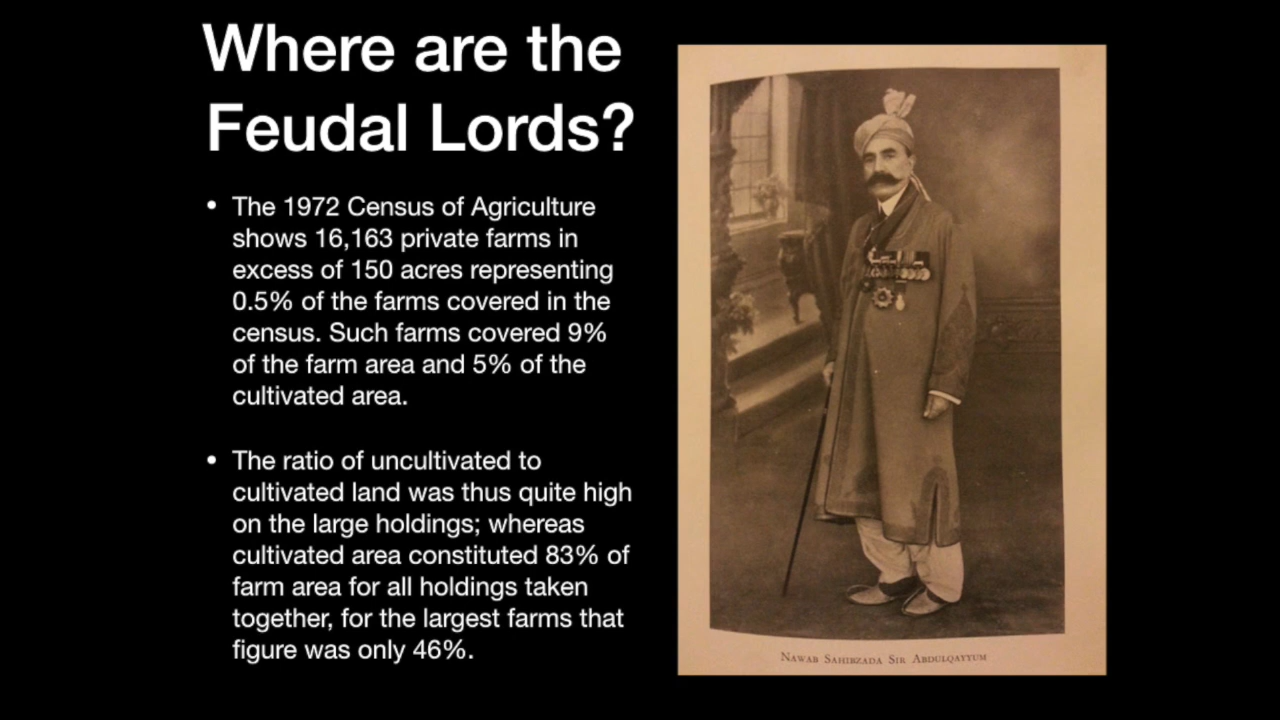 Where are the
Feudal Lords?
• The 1972 Census of Agriculture
shows 16,163 private farms in
excess of 150 acres representing
0.5% of the farms covered in the
census. Such farms covered 9%
of the farm area and 5% of the
cultivated area.
• The ratio of uncultivated to
cultivated land was thus quite high
on the large holdings; whereas
cultivated area constituted 83% of
farm area for all holdings taken
together, for the largest farms that
figure was only 46%.
Nawab Sahibzada Sir Abdulqayyum